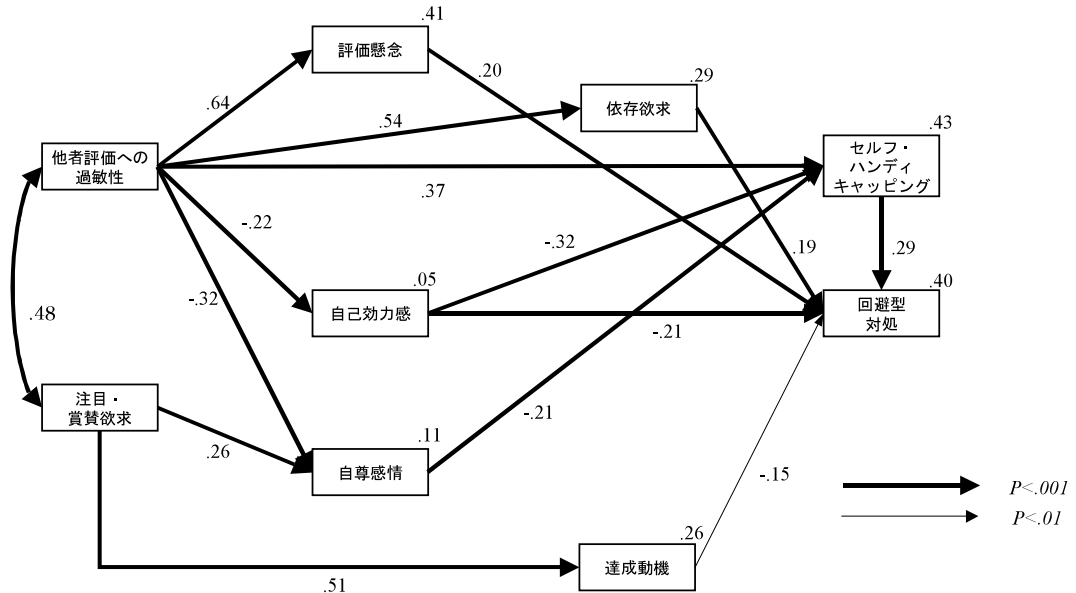 .41
評価懸念
.20
.29
依存欲求
.64
.54
.43
セルフ・
ハンディ
キャッピング
他者評価への
過敏性
.37
-.22
-.32
.19
.29
.05
自己効力感
-.32
.40
回避型
対処
-.21
.48
注目・
賞賛欲求
.26
-.21
.11
自尊感情
-.15
P<.001
P<.01
.26
達成動機
.51